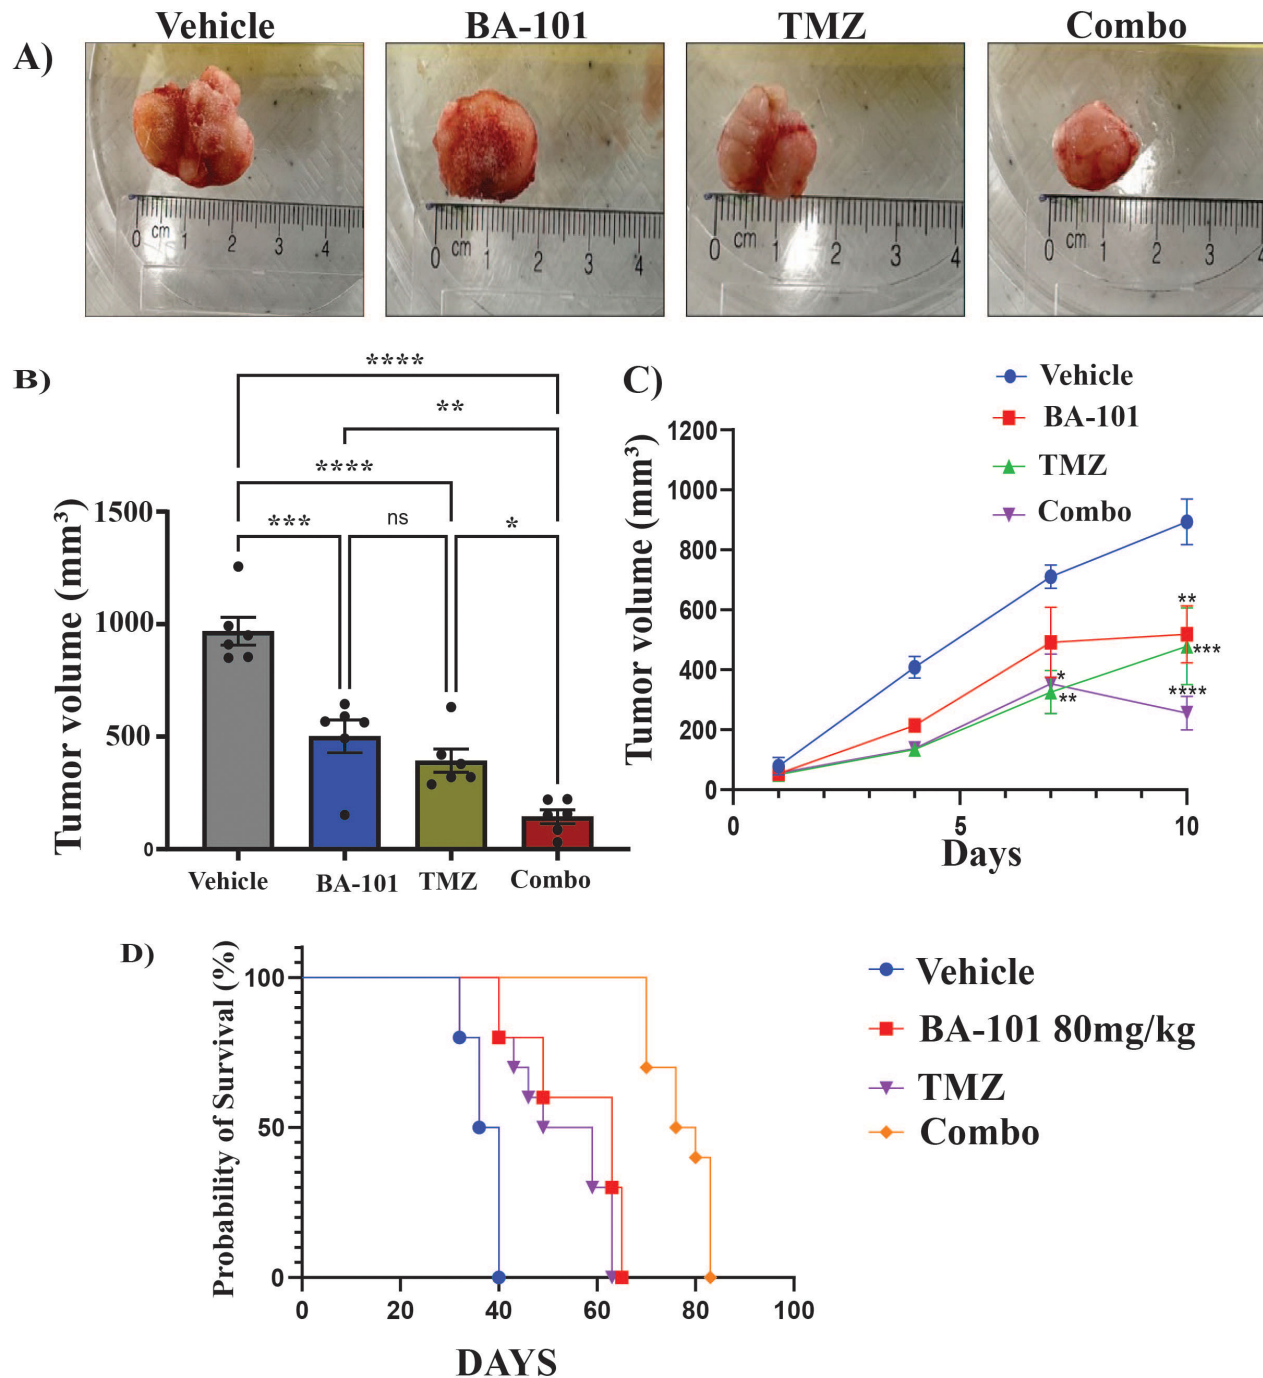 Vehicle BA-101 TMZ Combo
A)
0 cm 1 2 3 4
0 cm 1 2 3 4
0 cm 1 2 3 4
0 cm 1 2 3 4
B)
****
**
****
*** ns *
Tumor volume (mm³)
1500
1000
500
0
Vehicle BA-101 TMZ Combo
C)
Vehicle
BA-101
TMZ
Combo
Tumor volume (mm³)
1200
1000
800
600
400
200
0
**
***
*
**
****
0 5 10
Days
D)
Probability of Survival (%)
100
50
0
0 20 40 60 80 100
DAYS
Vehicle
BA-101 80mg/kg
TMZ
Combo